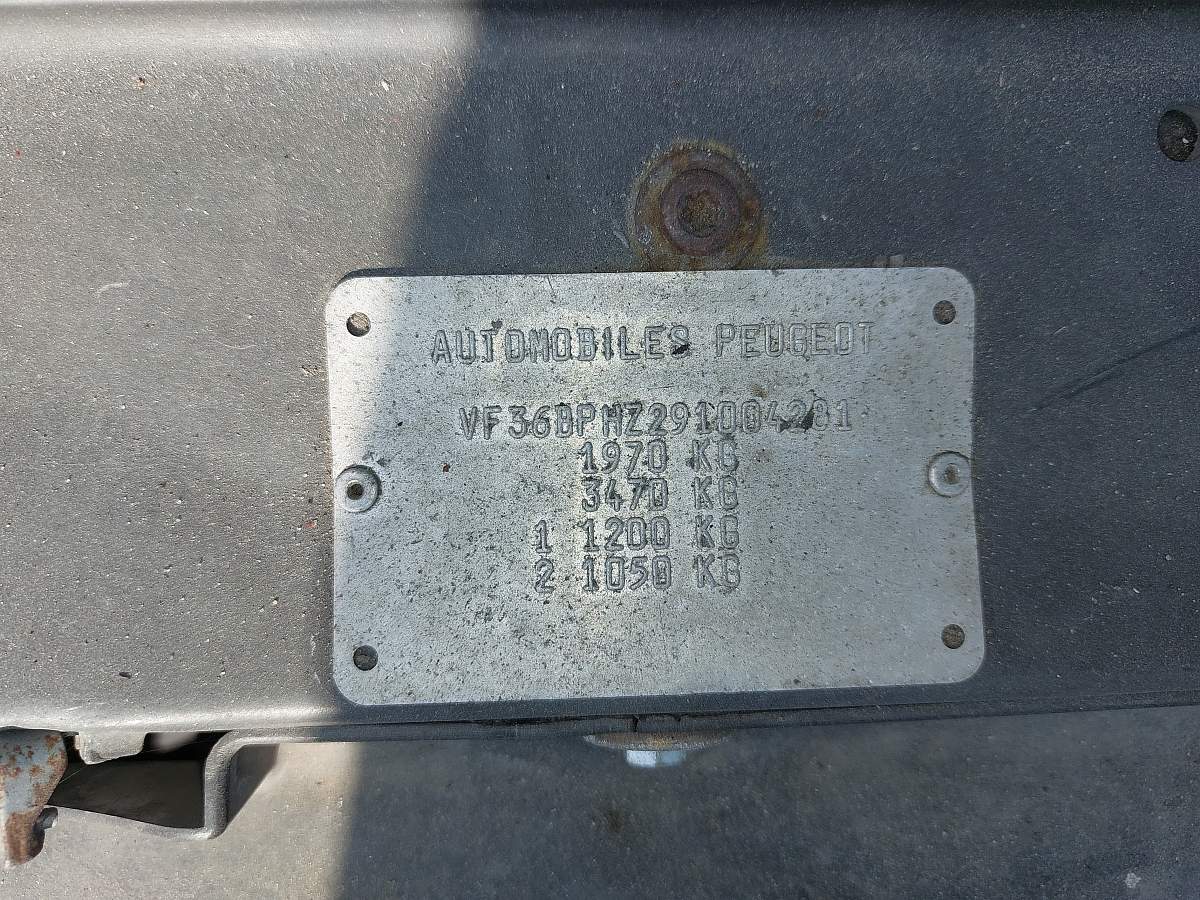 AUTOMOBILES PEUGEOT
VF36BPHZ291004281
1970 KG
3470 KG
1 1200 KG
2 1050 KG